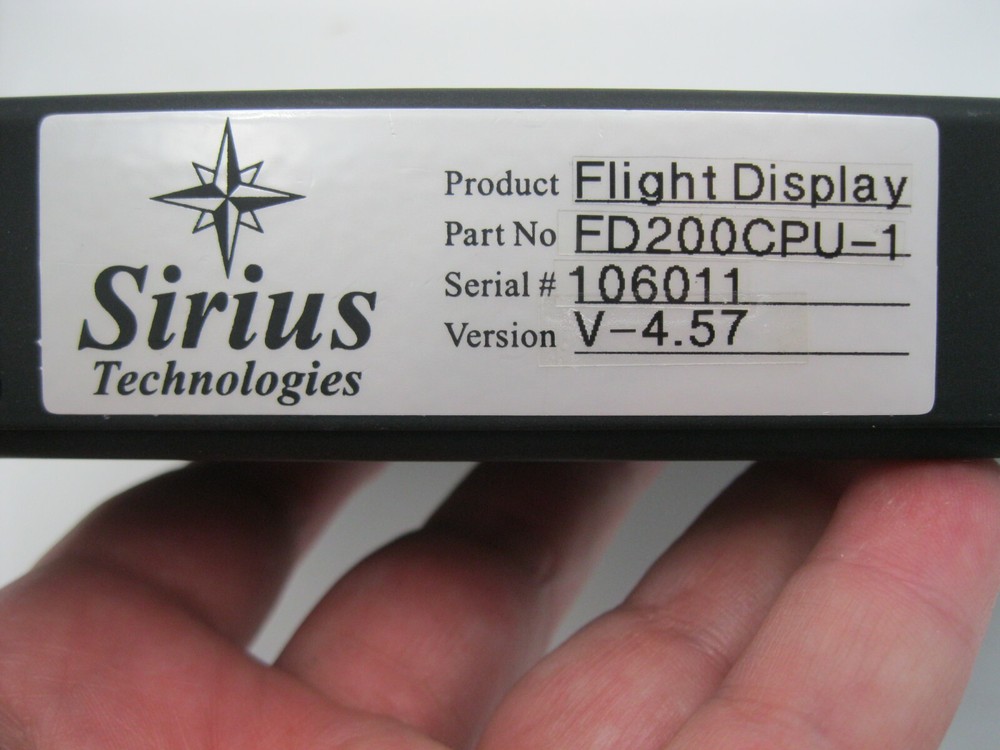 Sirius
Technologies
Product Flight Display
Part No FD200CPU-1
Serial # 106011
Version V-4.57